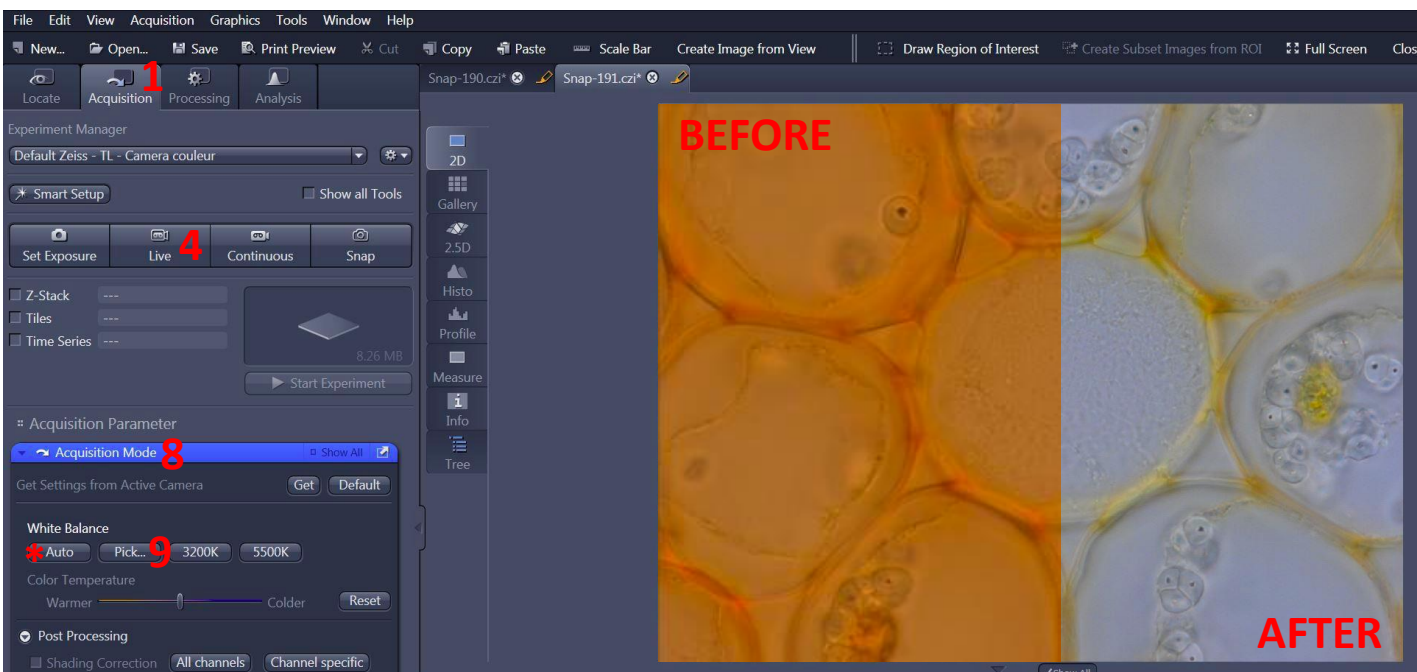 File Edit View Acquisition Graphics Tools Window Help
New... Open... Save Print Preview Cut Copy Paste Scale Bar Create Image from View Draw Region of Interest Create Subset Images from ROI Full Screen Clos
1
Locate Acquisition Processing Analysis
Snap-190.czi* Snap-191.czi*
Experiment Manager
Default Zeiss - TL - Camera couleur
Smart Setup Show all Tools
4
Set Exposure Live Continuous Snap
Z-Stack ---
Tiles ---
Time Series ---
8.26 MB
Start Experiment
Acquisition Parameter
Acquisition Mode 8 Show All
Get Settings from Active Camera Get Default
White Balance
* Auto Pick... 9 3200K 5500K
Color Temperature
Warmer Colder Reset
Post Processing
Shading Correction All channels Channel specific
2D
Gallery
2.5D
Histo
Profile
Measure
i
Info
Tree
BEFORE
AFTER
Show All